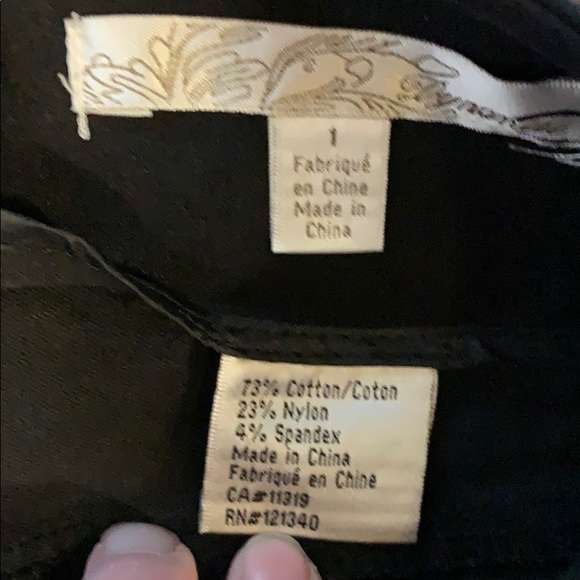 1
Fabriqué
en Chine
Made in
China
73% Cotton/Coton
23% Nylon
4% Spandex
Made in China
Fabriqué en Chine
CA#11319
RN#121340